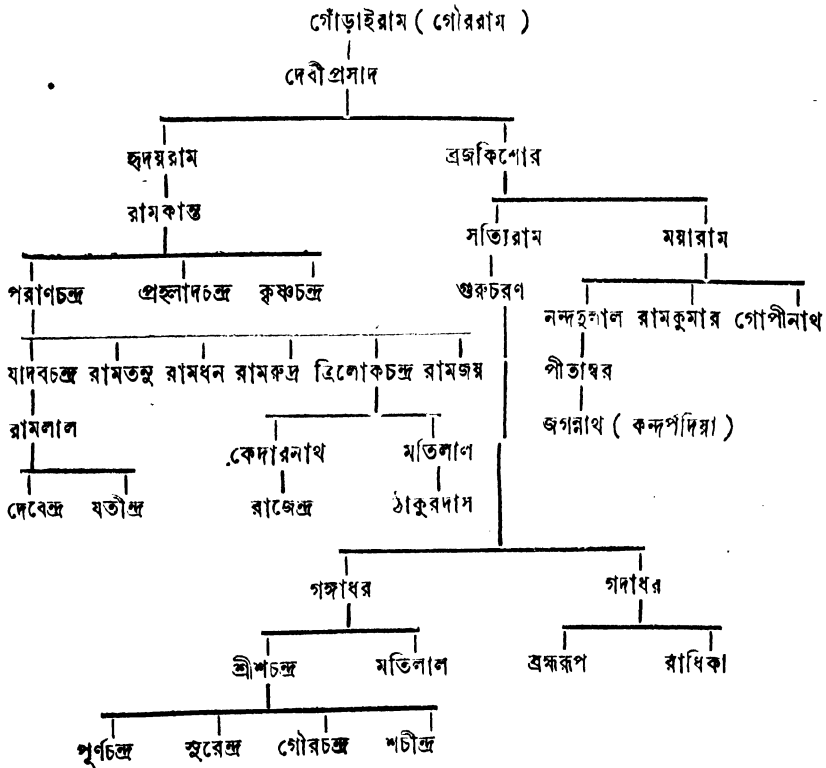 গোঁড়াইরাম ( গৌররাম )
দেবীপ্রসাদ
হৃদয়রাম ব্রজকিশোর
রামকান্ত
সত্যিরাম ময়ারাম
পরাণচন্দ্র প্রহ্লাদচন্দ্র কৃষ্ণচন্দ্র গুরুচরণ
নন্দদুলাল রামকুমার গোপীনাথ
যাদবচন্দ্র রামতনু রামধন রামরুদ্র ত্রিলোকচন্দ্র রামজয় পীতাম্বর
রামলাল জগন্নাথ ( কন্দর্পদিয়া )
কেদারনাথ মতিলাল
দেবেন্দ্র যতীন্দ্র রাজেন্দ্র ঠাকুরদাস
গঙ্গাধর গদাধর
শ্রীশচন্দ্র মতিলাল ব্রহ্মরূপ রাধিকা
পূর্ণচন্দ্র সুরেন্দ্র গৌরচন্দ্র শচীন্দ্র